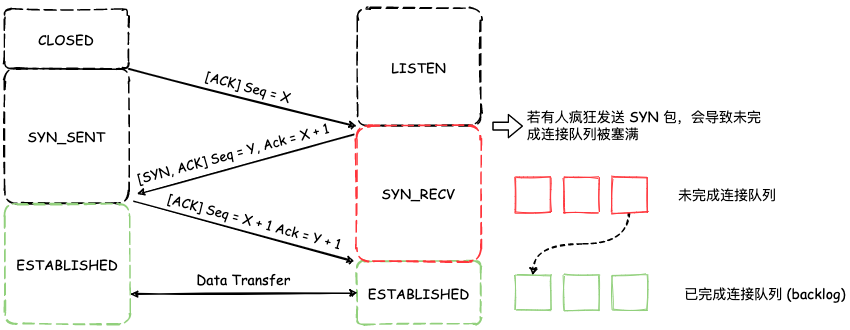 CLOSED
LISTEN
[ACK] Seq = X
若有人疯狂发送 SYN 包，会导致未完
成连接队列被塞满
SYN_SENT
[SYN, ACK] Seq = Y, Ack = X + 1
SYN_RECV
未完成连接队列
[ACK] Seq = X + 1 Ack = Y + 1
ESTABLISHED
Data Transfer
ESTABLISHED
已完成连接队列 (backlog)